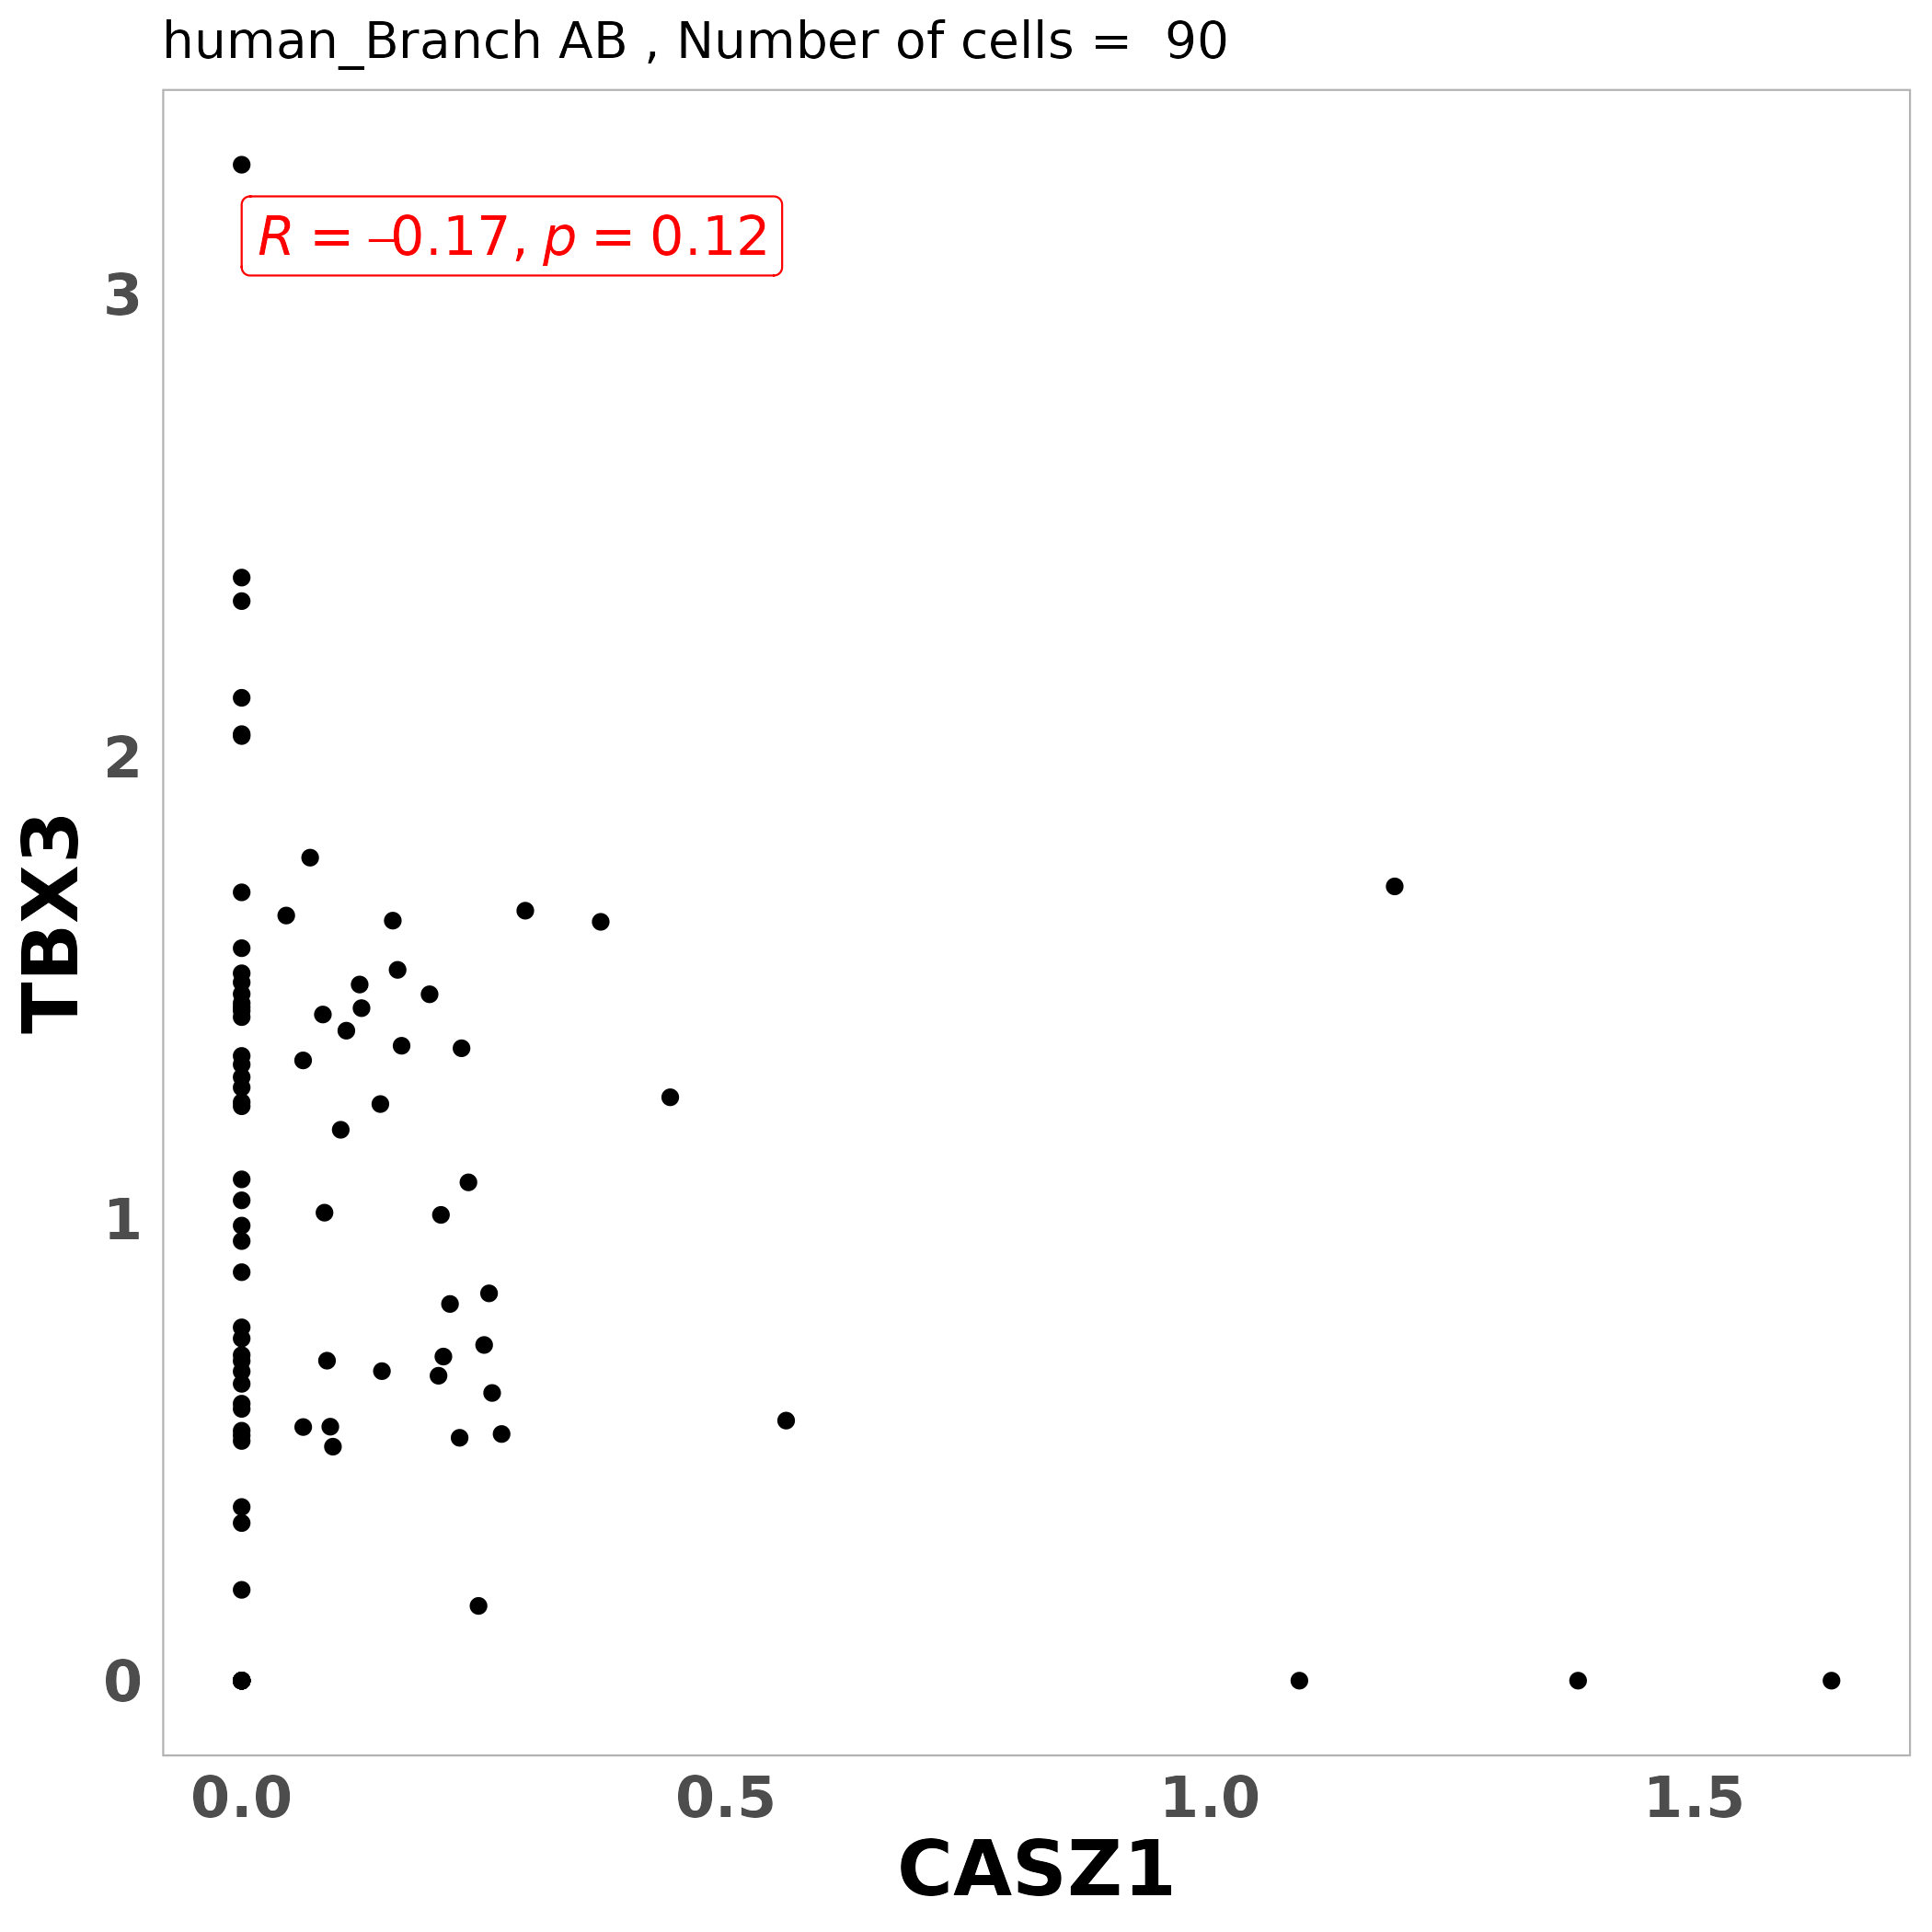 human_Branch AB , Number of cells =  90
R = –0.17, p = 0.12
3
2
1
0
TBX3
0.0 0.5 1.0 1.5
CASZ1